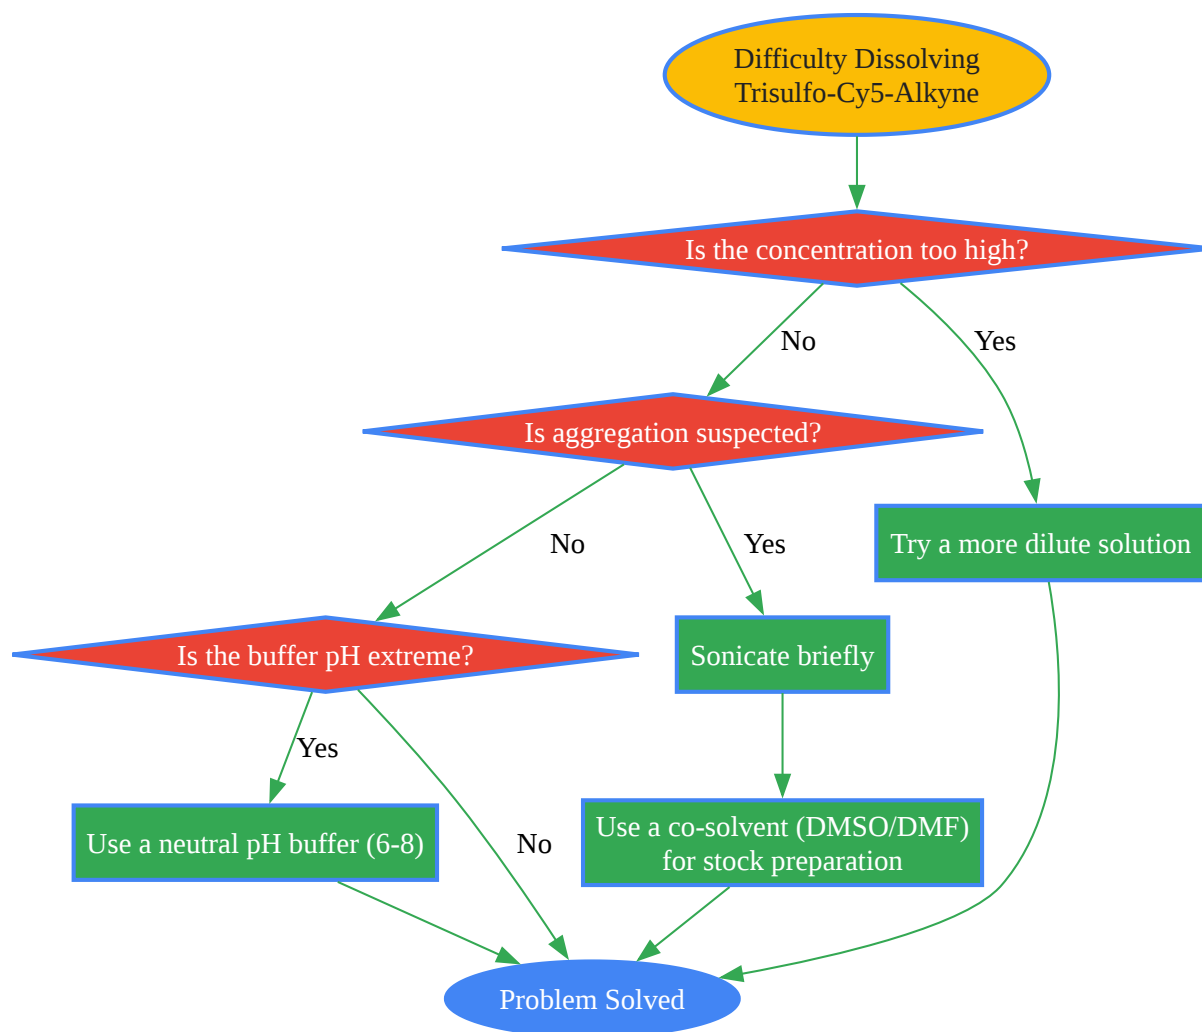 Difficulty Dissolving
Trisulfo-Cy5-Alkyne
Is the concentration too high?
No
Yes
Is aggregation suspected?
No
Yes
Try a more dilute solution
Is the buffer pH extreme?
Sonicate briefly
Yes
No
Use a neutral pH buffer (6-8)
Use a co-solvent (DMSO/DMF)
for stock preparation
Problem Solved